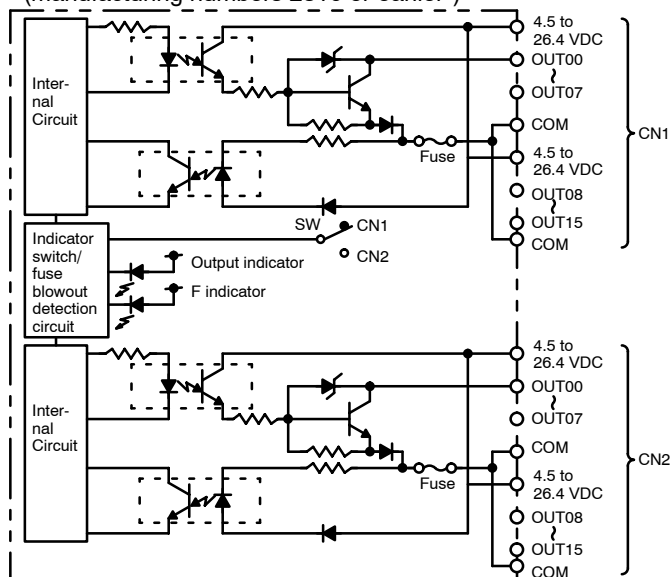 (manufacturing numbers or earlier )
Inter-
nal
Circuit
4.5 to
26.4 VDC
OUT00
~
OUT07
COM
Fuse
4.5 to
26.4 VDC
OUT08
~
OUT15
COM
CN1
Indicator
switch/
fuse
blowout
detection
circuit
SW
CN1
CN2
Output indicator
F indicator
Inter-
nal
Circuit
4.5 to
26.4 VDC
OUT00
~
OUT07
COM
Fuse
4.5 to
26.4 VDC
OUT08
~
OUT15
COM
CN2